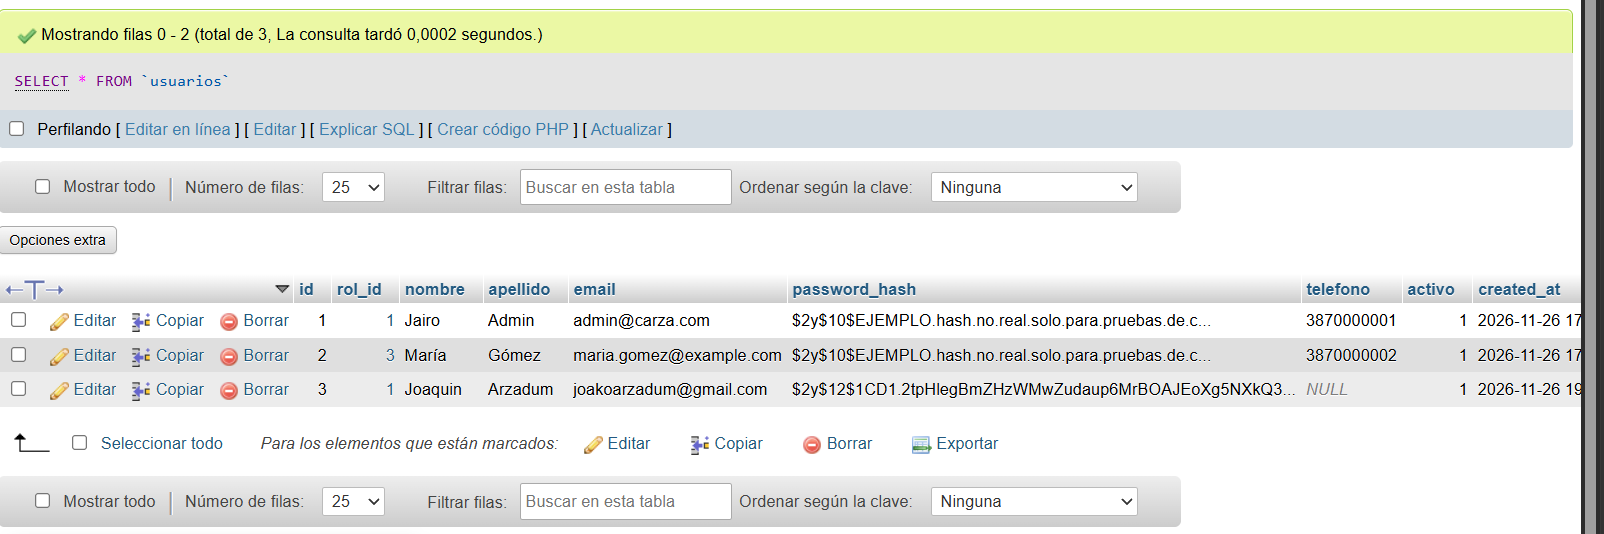 Mostrando filas 0 - 2 (total de 3, La consulta tardó 0,0002 segundos.)
SELECT * FROM `usuarios`
Perfilando [ Editar en línea ] [ Editar ] [ Explicar SQL ] [ Crear código PHP ] [ Actualizar ]
Mostrar todo | Número de filas: 25 Filtrar filas: Buscar en esta tabla Ordenar según la clave: Ninguna
Opciones extra
←T→ id rol_id nombre apellido email password_hash telefono activo created_at
Editar Copiar Borrar 1 1 Jairo Admin admin@carza.com $2y$10$EJEMPLO.hash.no.real.solo.para.pruebas.de.c... 3870000001 1 2026-11-26 17
Editar Copiar Borrar 2 3 María Gómez maria.gomez@example.com $2y$10$EJEMPLO.hash.no.real.solo.para.pruebas.de.c... 3870000002 1 2026-11-26 17
Editar Copiar Borrar 3 1 Joaquin Arzadum joakoarzadum@gmail.com $2y$12$1CD1.2tpHlegBmZHzWMwZudaup6MrBOAJEoXg5NXkQ3... NULL 1 2026-11-26 19
Seleccionar todo Para los elementos que están marcados: Editar Copiar Borrar Exportar
Mostrar todo | Número de filas: 25 Filtrar filas: Buscar en esta tabla Ordenar según la clave: Ninguna